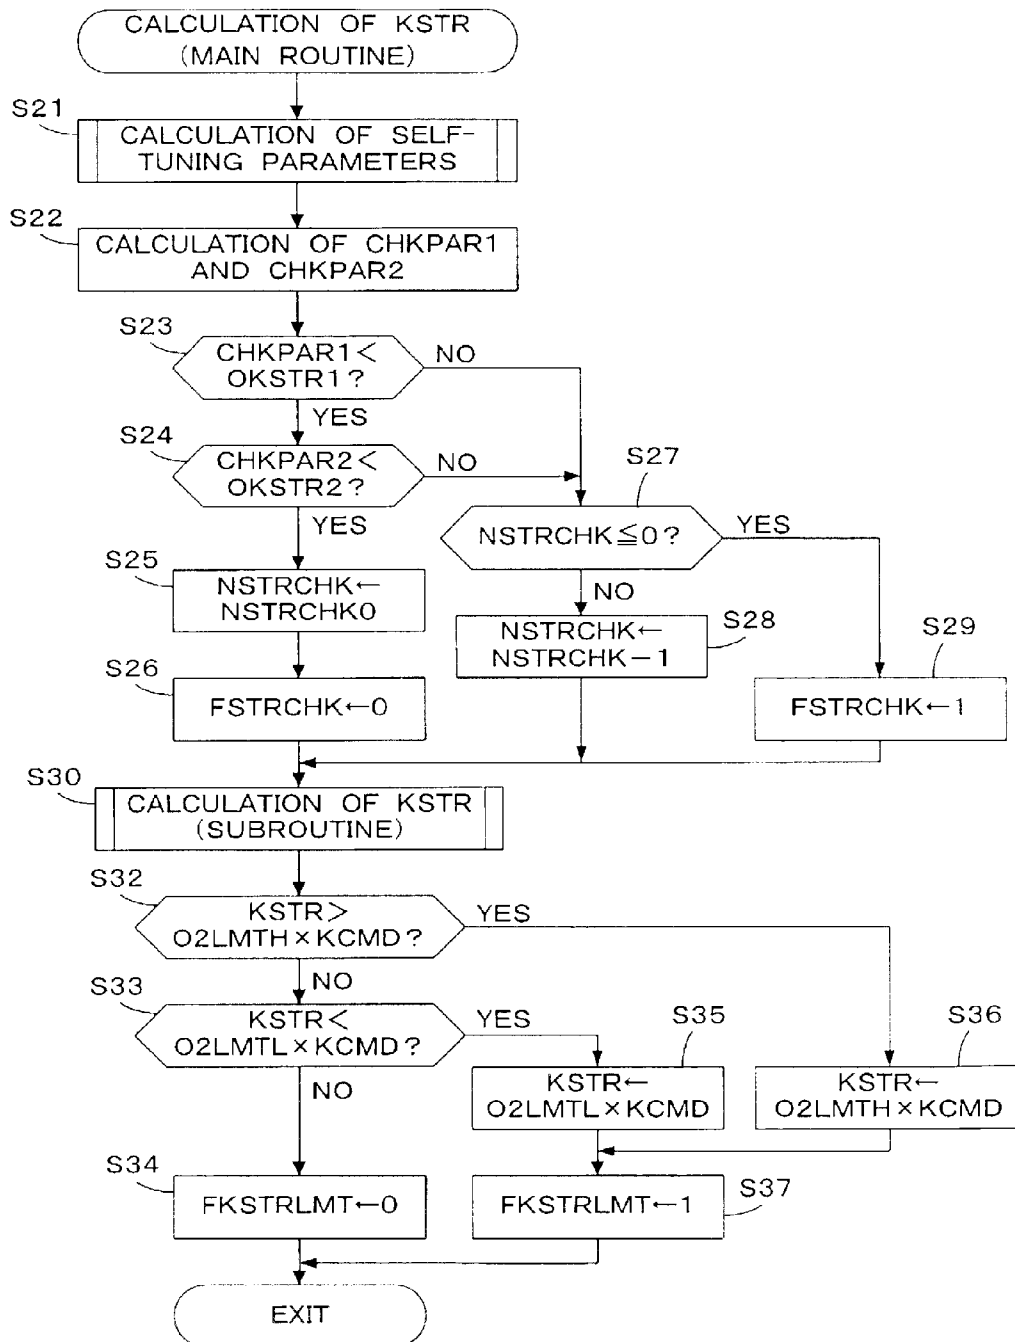 CALCULATION OF KSTR
(MAIN ROUTINE)
S21
CALCULATION OF SELF-
TUNING PARAMETERS
S22
CALCULATION OF CHKPAR1
AND CHKPAR2
S23
CHKPAR1<
OKSTR1?
NO
YES
S24
CHKPAR2<
OKSTR2?
NO
YES
S27
NSTRCHK≦0?
YES
NO
S25
NSTRCHK←
NSTRCHK0
S28
NSTRCHK←
NSTRCHK−1
S29
FSTRCHK←1
S26
FSTRCHK←0
S30
CALCULATION OF KSTR
(SUBROUTINE)
S32
KSTR>
O2LMTH×KCMD?
YES
NO
S33
KSTR<
O2LMTL×KCMD?
YES
NO
S35
KSTR←
O2LMTL×KCMD
S36
KSTR←
O2LMTH×KCMD
S34
FKSTRLMT←0
FKSTRLMT←1
S37
EXIT